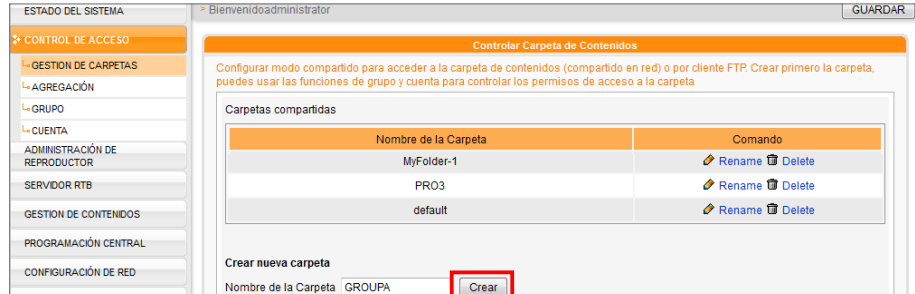 ESTADO DEL SISTEMA
> Bienvenidoadministrator
GUARDAR
CONTROL DE ACCESO
Controlar Carpeta de Contenidos
GESTION DE CARPETAS
Configurar modo compartido para acceder a la carpeta de contenidos (compartido en red) o por cliente FTP. Crear primero la carpeta,
puedes usar las funciones de grupo y cuenta para controlar los permisos de acceso a la carpeta
AGREGACIÓN
GRUPO
CUENTA
Carpetas compartidas
Nombre de la Carpeta Comando
MyFolder-1 Rename Delete
PRO3 Rename Delete
default Rename Delete
ADMINISTRACIÓN DE
REPRODUCTOR
SERVIDOR RTB
GESTION DE CONTENIDOS
PROGRAMACIÓN CENTRAL
CONFIGURACIÓN DE RED
Crear nueva carpeta
Nombre de la Carpeta GROUPA Crear